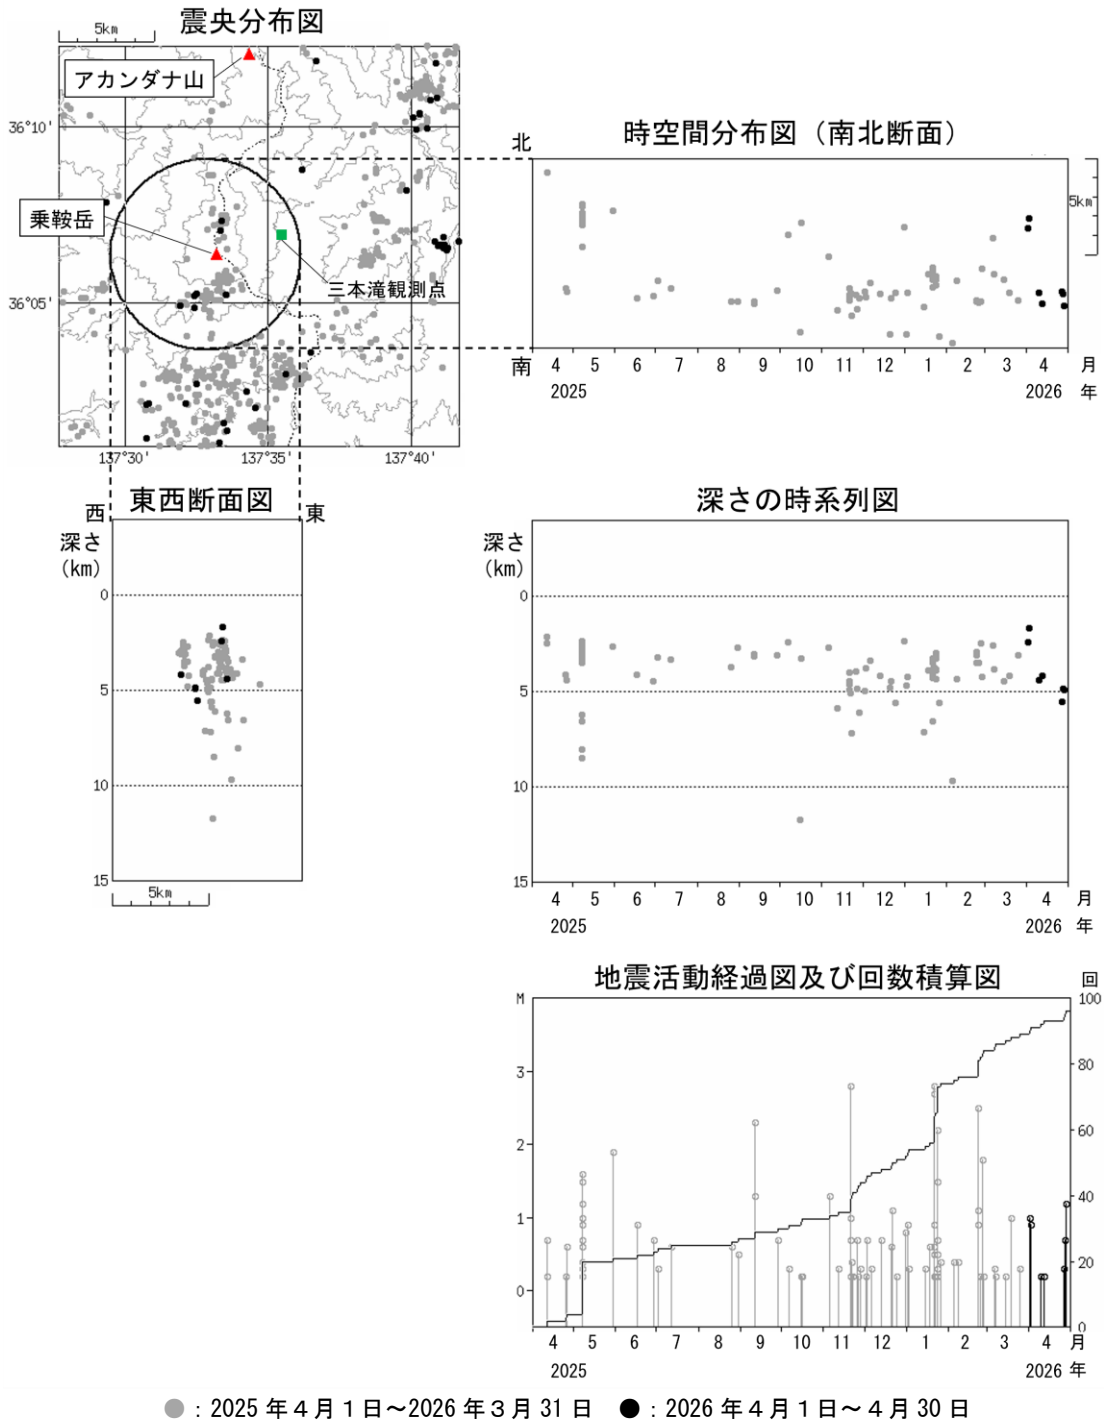 震央分布図
5km
アカンダナ山
36°10'
乗鞍岳
三本滝観測点
36°05'
137°30'
137°35'
137°40'
時空間分布図（南北断面）
北
南
5km
4 5 6 7 8 9 10 11 12 1 2 3 4 月
2025 2026 年
東西断面図
西
東
深さ
(km)
0
5
10
15
5km
深さの時系列図
深さ
(km)
0
5
10
15
4 5 6 7 8 9 10 11 12 1 2 3 4 月
2025 2026 年
地震活動経過図及び回数積算図
M
回
100
3
80
2
60
40
1
20
0
0
4 5 6 7 8 9 10 11 12 1 2 3 4 月
2025 2026 年
●：2025年４月１日～2026年３月31日 ●：2026年４月１日～４月30日